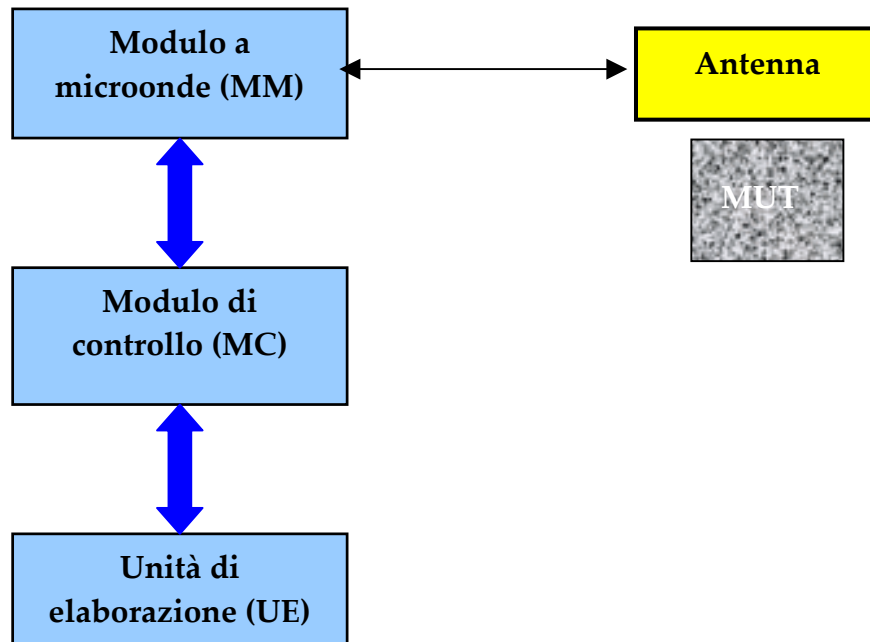 Modulo a
microonde (MM)
Antenna
MUT
Modulo di
controllo (MC)
Unità di
elaborazione (UE)